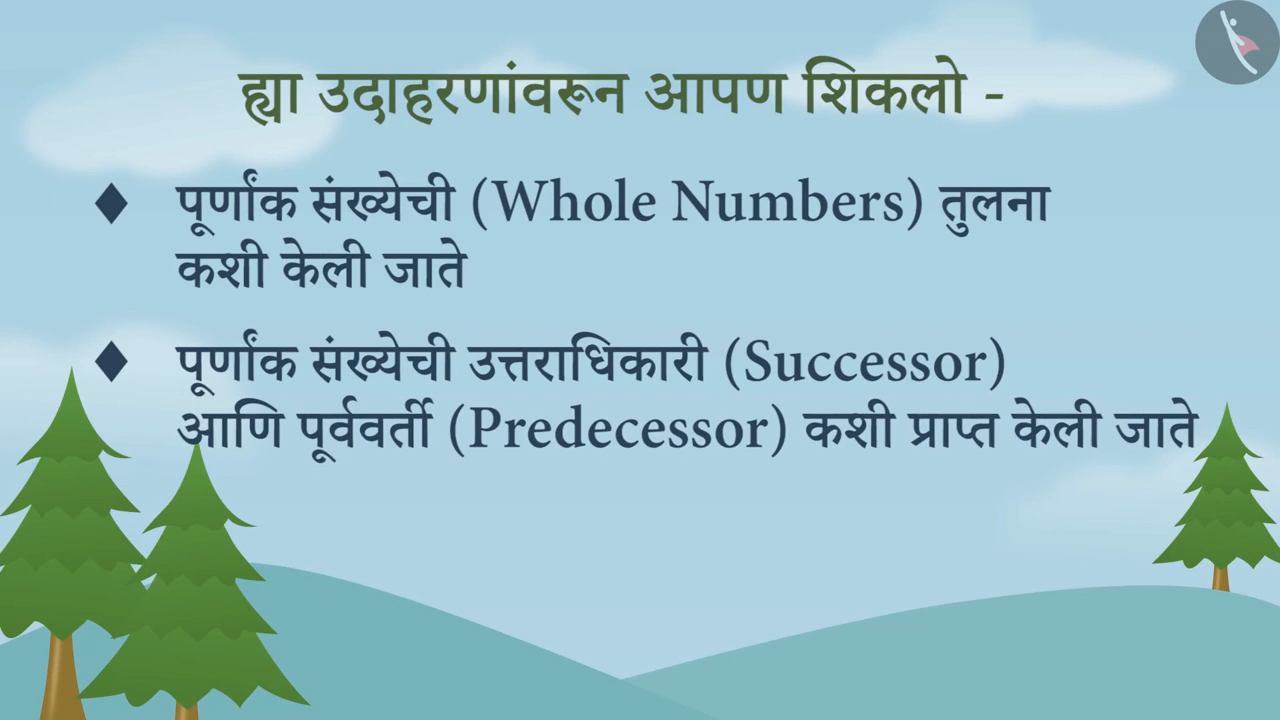 ह्या उदाहरणांवरून आपण शिकलो -
♦ पूर्णांक संख्येची (Whole Numbers) तुलना
कशी केली जाते
♦ पूर्णांक संख्येची उत्तराधिकारी (Successor)
आणि पूर्ववर्ती (Predecessor) कशी प्राप्त केली जाते